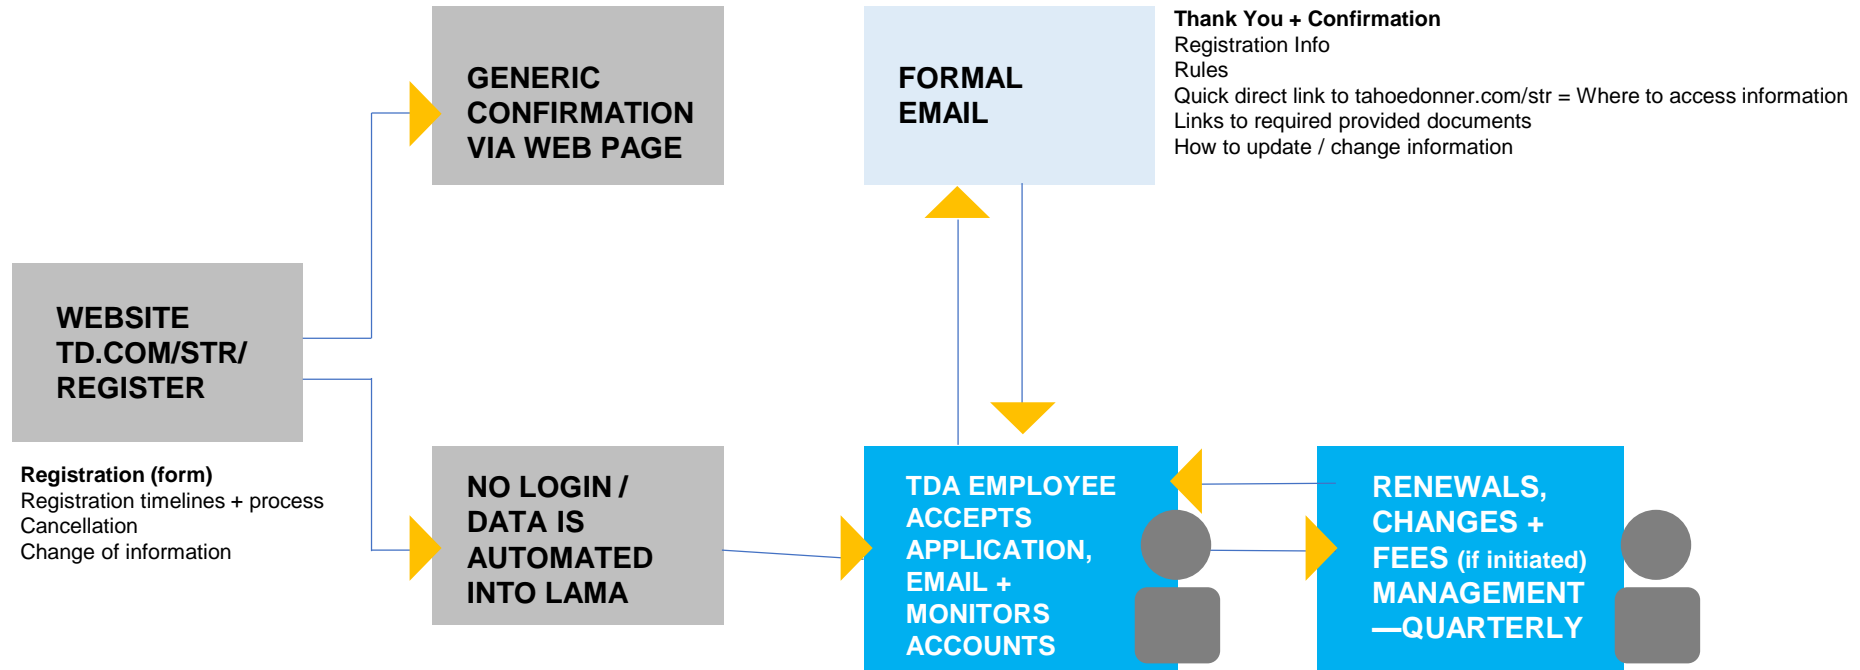 GENERIC
CONFIRMATION
VIA WEB PAGE
FORMAL
EMAIL
Thank You + Confirmation
Registration Info
Rules
Quick direct link to tahoedonner.com/str = Where to access information
Links to required provided documents
How to update / change information
WEBSITE
TD.COM/STR/
REGISTER
Registration (form)
Registration timelines + process
Cancellation
Change of information
NO LOGIN /
DATA IS
AUTOMATED
INTO LAMA
TDA EMPLOYEE
ACCEPTS
APPLICATION,
EMAIL +
MONITORS
ACCOUNTS
RENEWALS,
CHANGES +
FEES (if initiated)
MANAGEMENT
—QUARTERLY